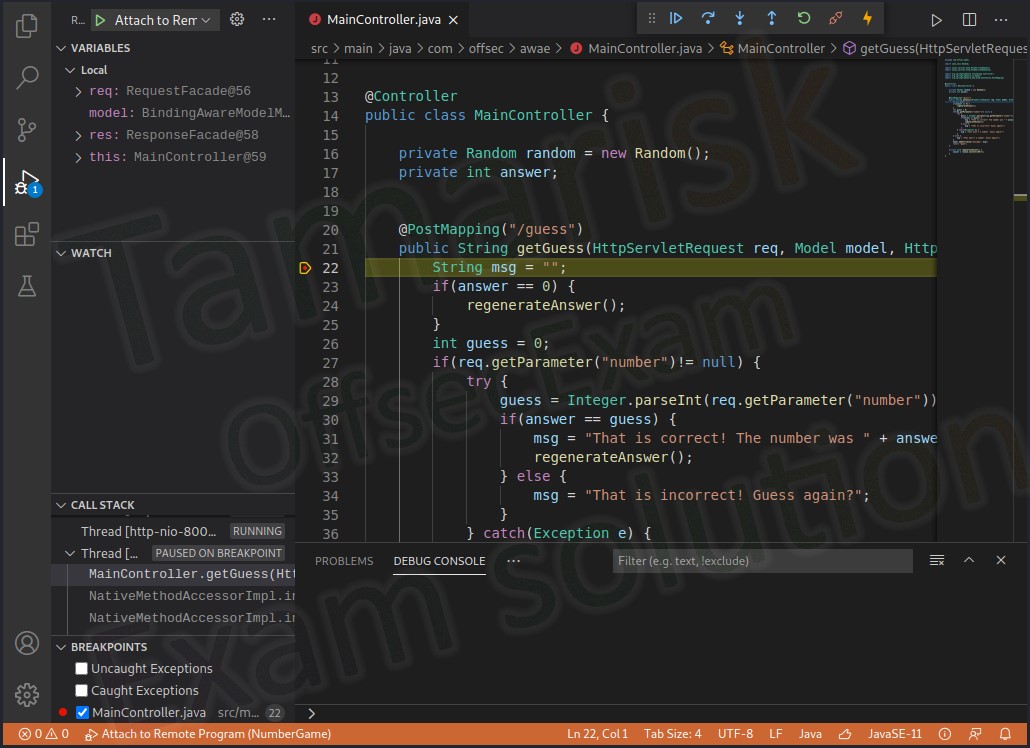 R... Attach to Rem
VARIABLES
Local
req: RequestFacade@56
model: BindingAwareModelM...
res: ResponseFacade@58
this: MainController@59
WATCH
CALL STACK
Thread [http-nio-800... RUNNING
Thread [... PAUSED ON BREAKPOINT
MainController.getGuess(Htt
NativeMethodAccessorImpl.in
NativeMethodAccessorImpl.in
BREAKPOINTS
Uncaught Exceptions
Caught Exceptions
MainController.java src/m... 22
1
MainController.java
src > main > java > com > offsec > awae > MainController.java > MainController > getGuess(HttpServletReques
11
12
13 @Controller
14 public class MainController {
15
16 private Random random = new Random();
17 private int answer;
18
19
20 @PostMapping("/guess")
21 public String getGuess(HttpServletRequest req, Model model, Http
22 String msg = "";
23 if(answer == 0) {
24 regenerateAnswer();
25 }
26 int guess = 0;
27 if(req.getParameter("number")!= null) {
28 try {
29 guess = Integer.parseInt(req.getParameter("number"))
30 if(answer == guess) {
31 msg = "That is correct! The number was " + answe
32 regenerateAnswer();
33 } else {
34 msg = "That is incorrect! Guess again?";
35 }
36 } catch(Exception e) {
PROBLEMS DEBUG CONSOLE ... Filter (e.g. text, !exclude)
>
0 0 Attach to Remote Program (NumberGame) Ln 22, Col 1 Tab Size: 4 UTF-8 LF Java JavaSE-11
Tamarisk
OffsecExam
Exam solution